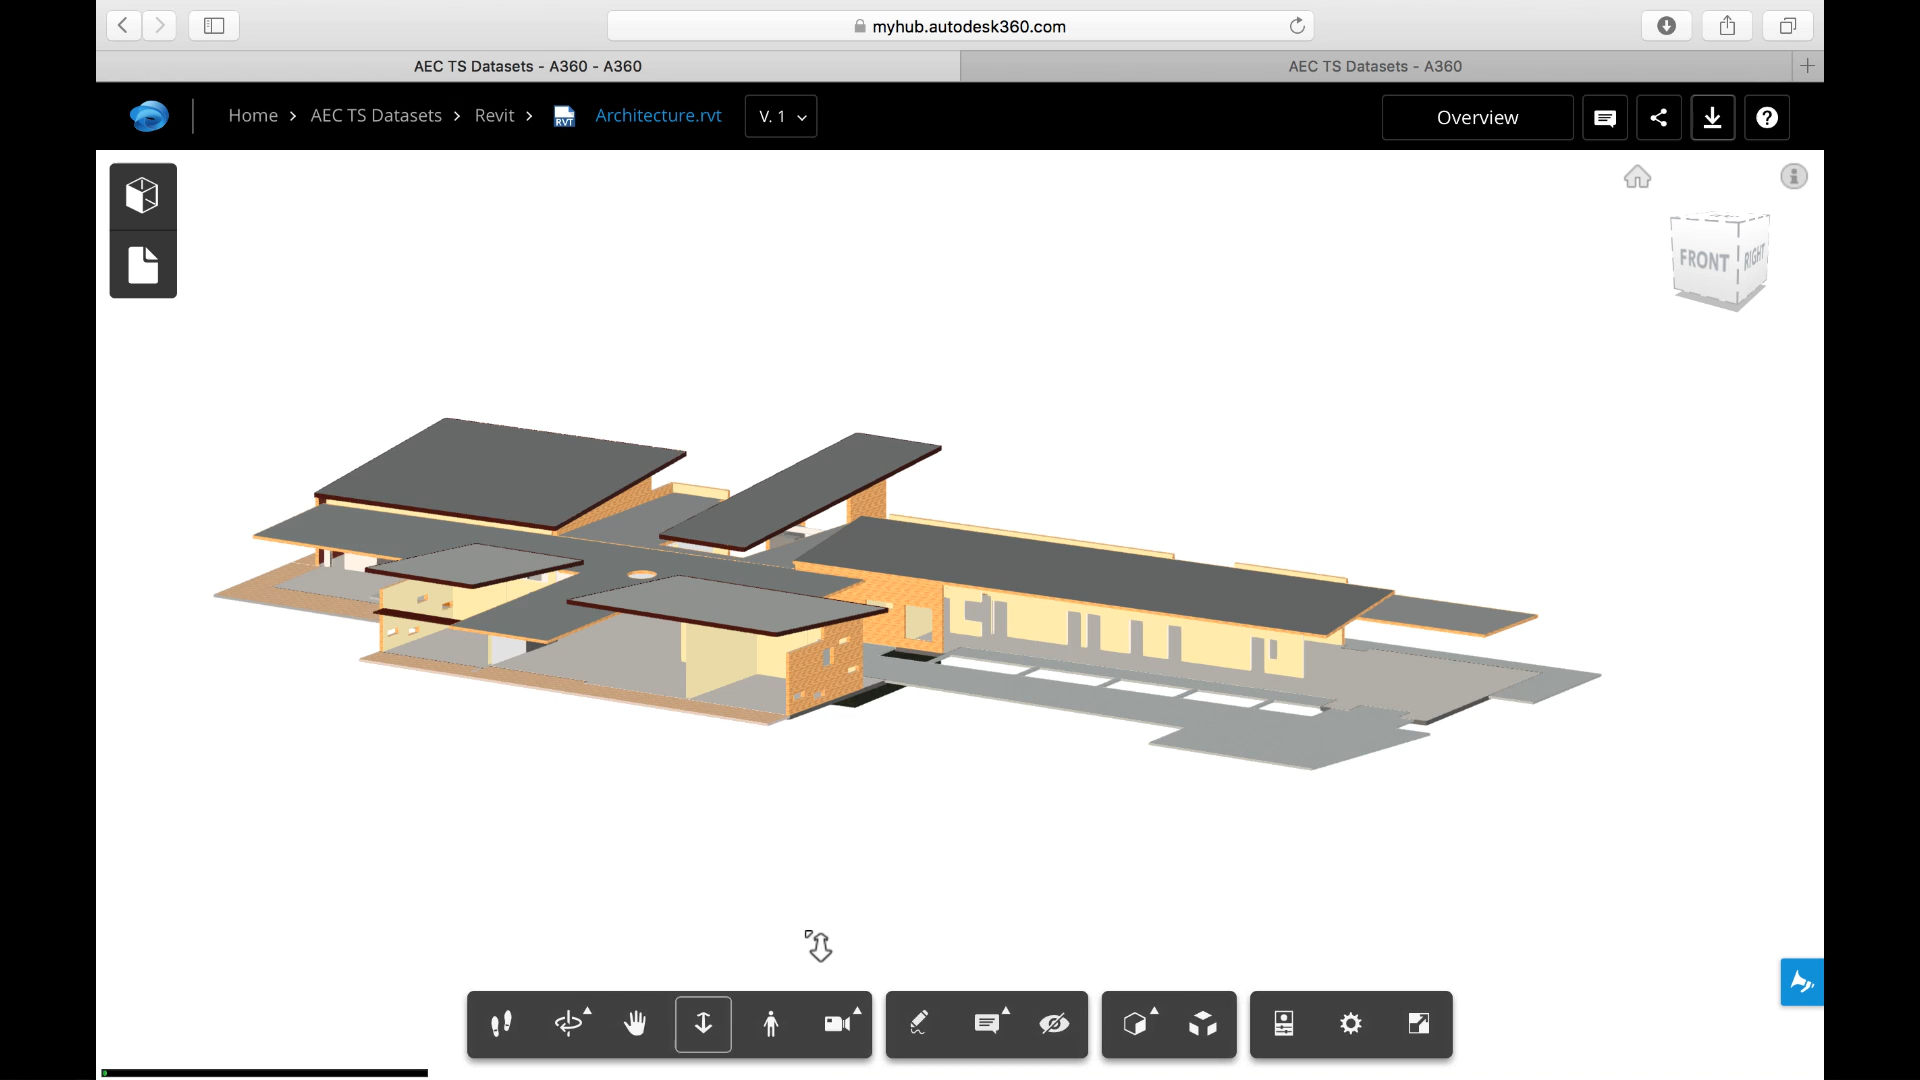 myhub.autodesk360.com
AEC TS Datasets - A360 - A360
AEC TS Datasets - A360
Home > AEC TS Datasets > Revit > RVT Architecture.rvt V. 1
Overview
FRONT
RIGHT